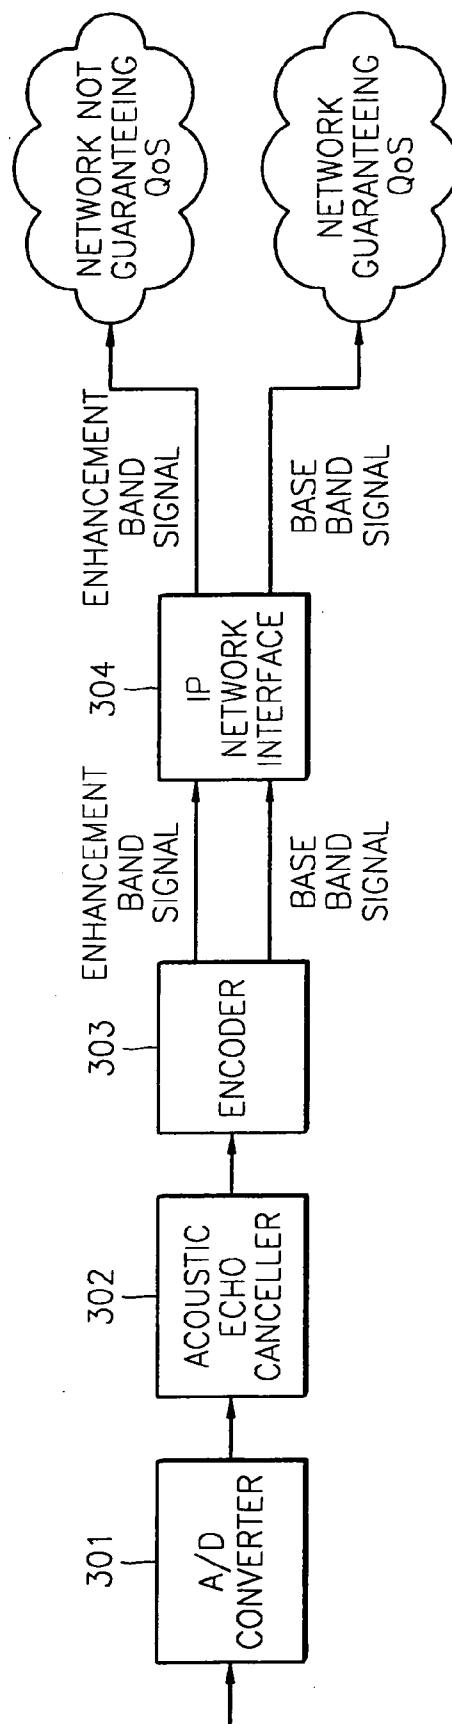 301
A/D
CONVERTER
302
ACOUSTIC
ECHO
CANCELLER
303
ENCODER
ENHANCEMENT
BAND
SIGNAL
BASE
BAND
SIGNAL
304
IP
NETWORK
INTERFACE
ENHANCEMENT
BAND
SIGNAL
BASE
BAND
SIGNAL
NETWORK NOT
GUARANTEEING
QoS
NETWORK
GUARANTEEING
QoS